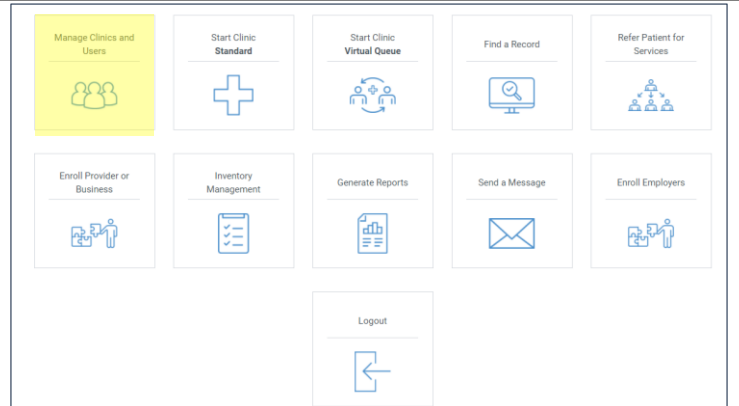 Manage Clinics and
Users
Start Clinic
Standard
Start Clinic
Virtual Queue
Find a Record
Refer Patient for
Services
Enroll Provider or
Business
Inventory
Management
Generate Reports
Send a Message
Enroll Employers
Logout